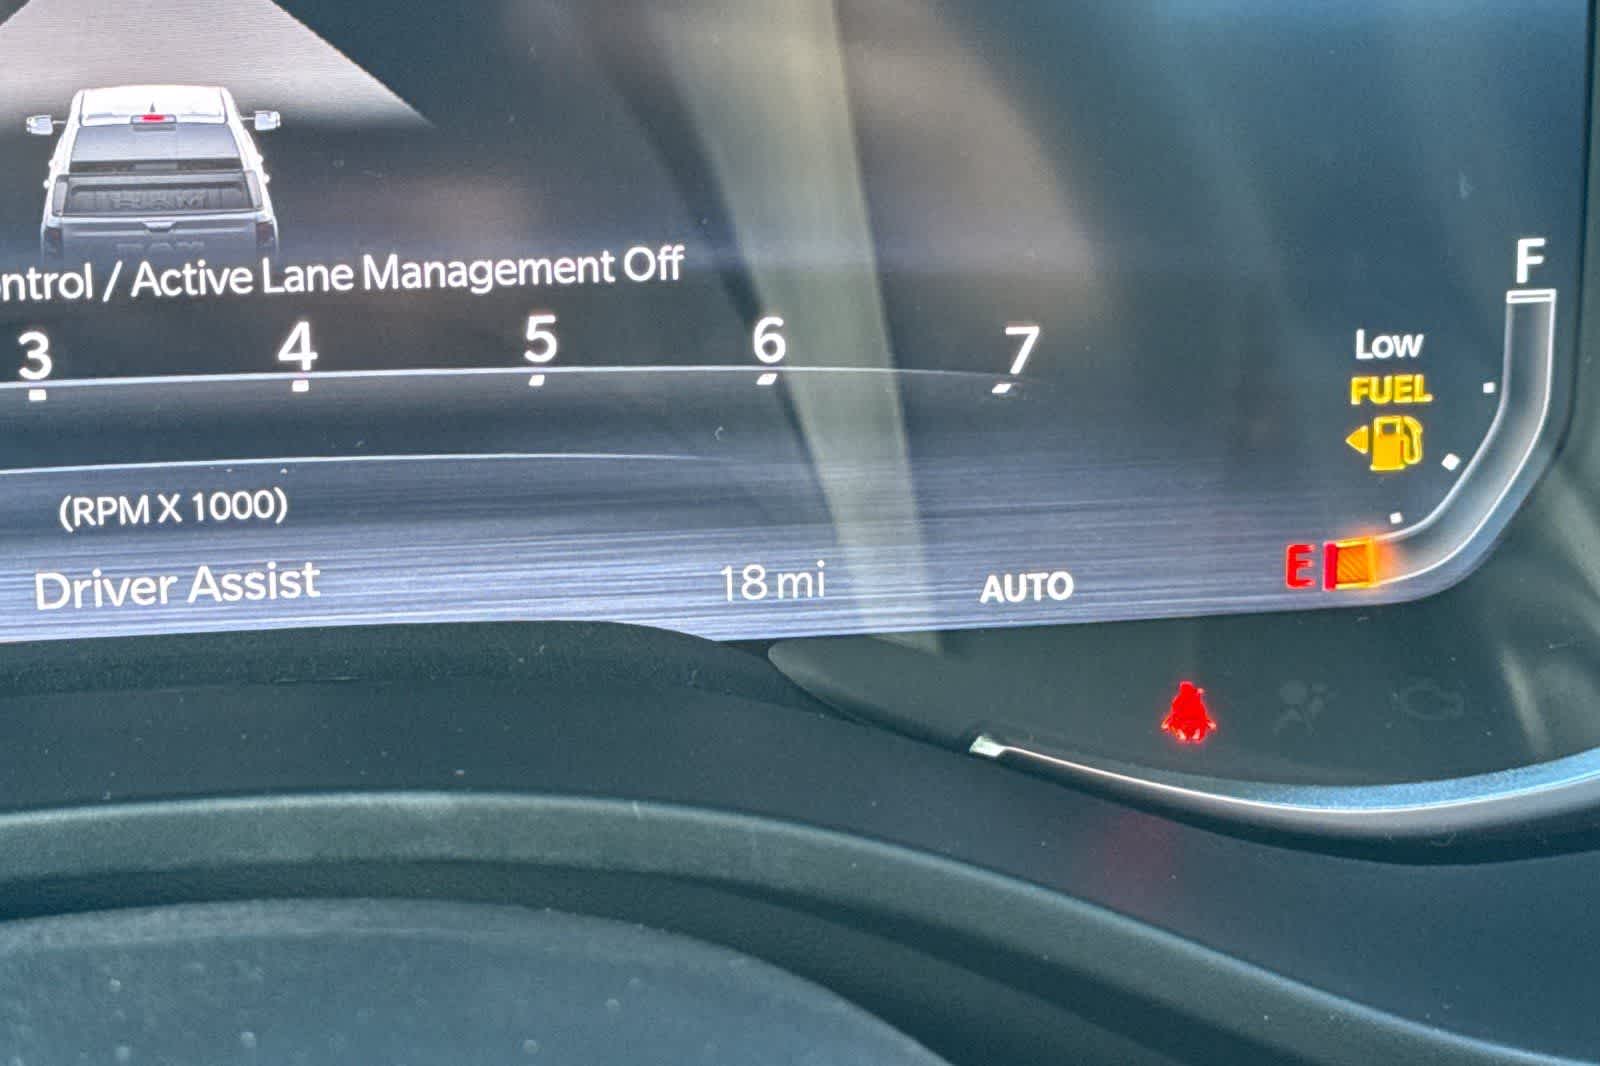 RAM
ntrol / Active Lane Management Off
3 4 5 6 7
(RPM X 1000)
Driver Assist
18 mi
AUTO
F
Low
FUEL
E